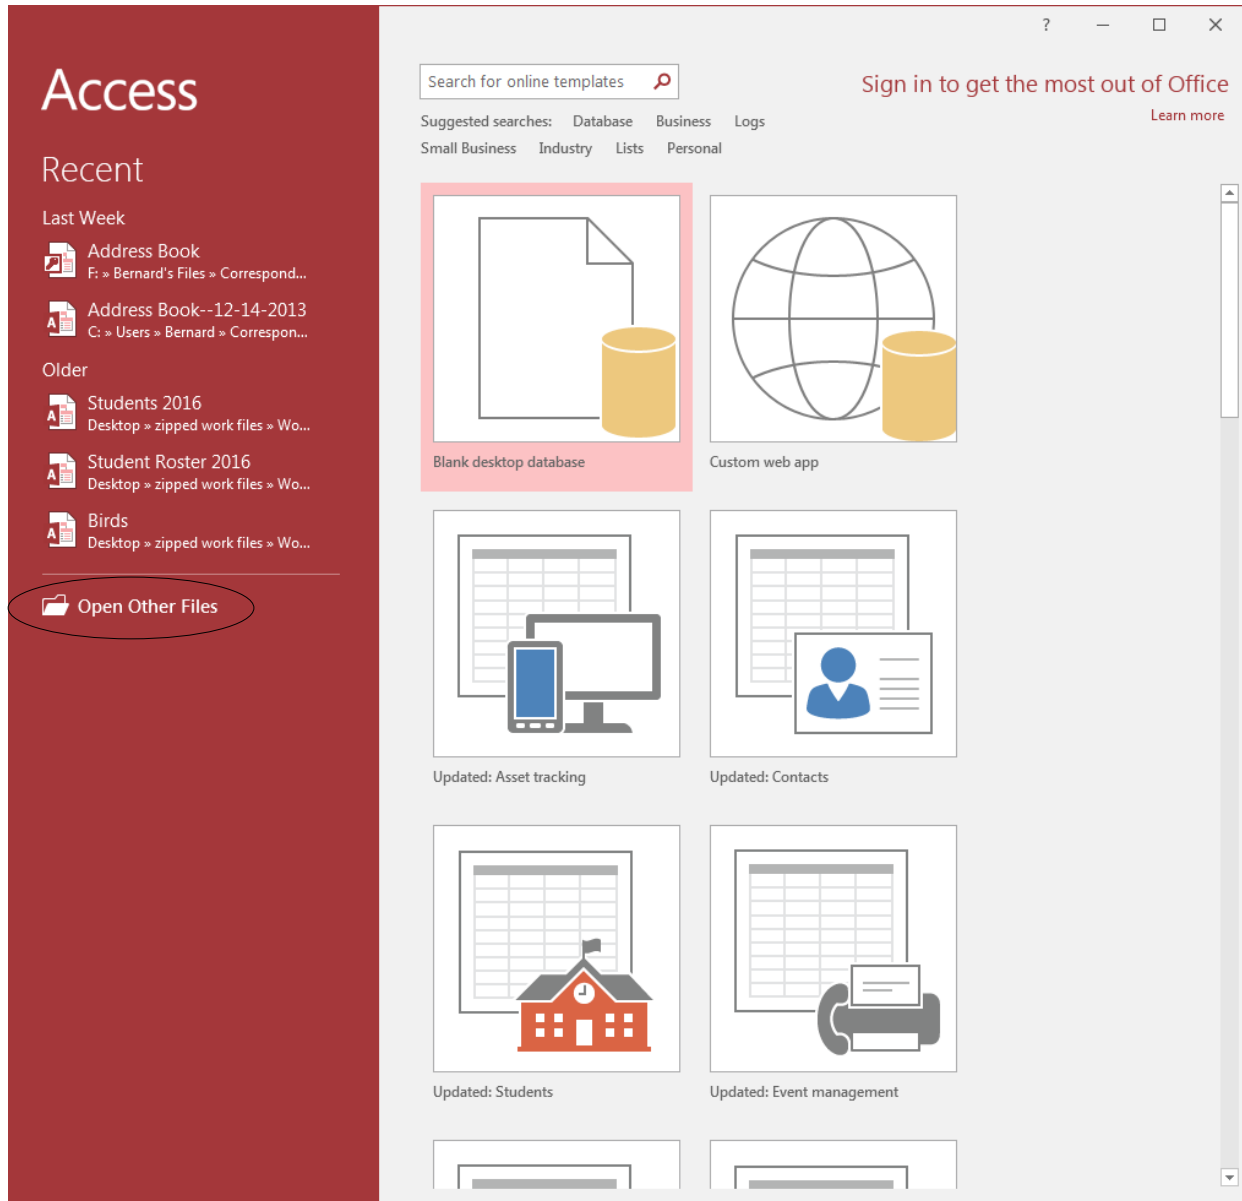 ?
Access
Recent
Last Week
Address Book
F: » Bernard's Files » Correspond...
Address Book--12-14-2013
C: » Users » Bernard » Correspon...
Older
Students 2016
Desktop » zipped work files » Wo...
Student Roster 2016
Desktop » zipped work files » Wo...
Birds
Desktop » zipped work files » Wo...
Open Other Files
Search for online templates
Suggested searches: Database Business Logs
Small Business Industry Lists Personal
Sign in to get the most out of Office
Learn more
Blank desktop database
Custom web app
Updated: Asset tracking
Updated: Contacts
Updated: Students
Updated: Event management